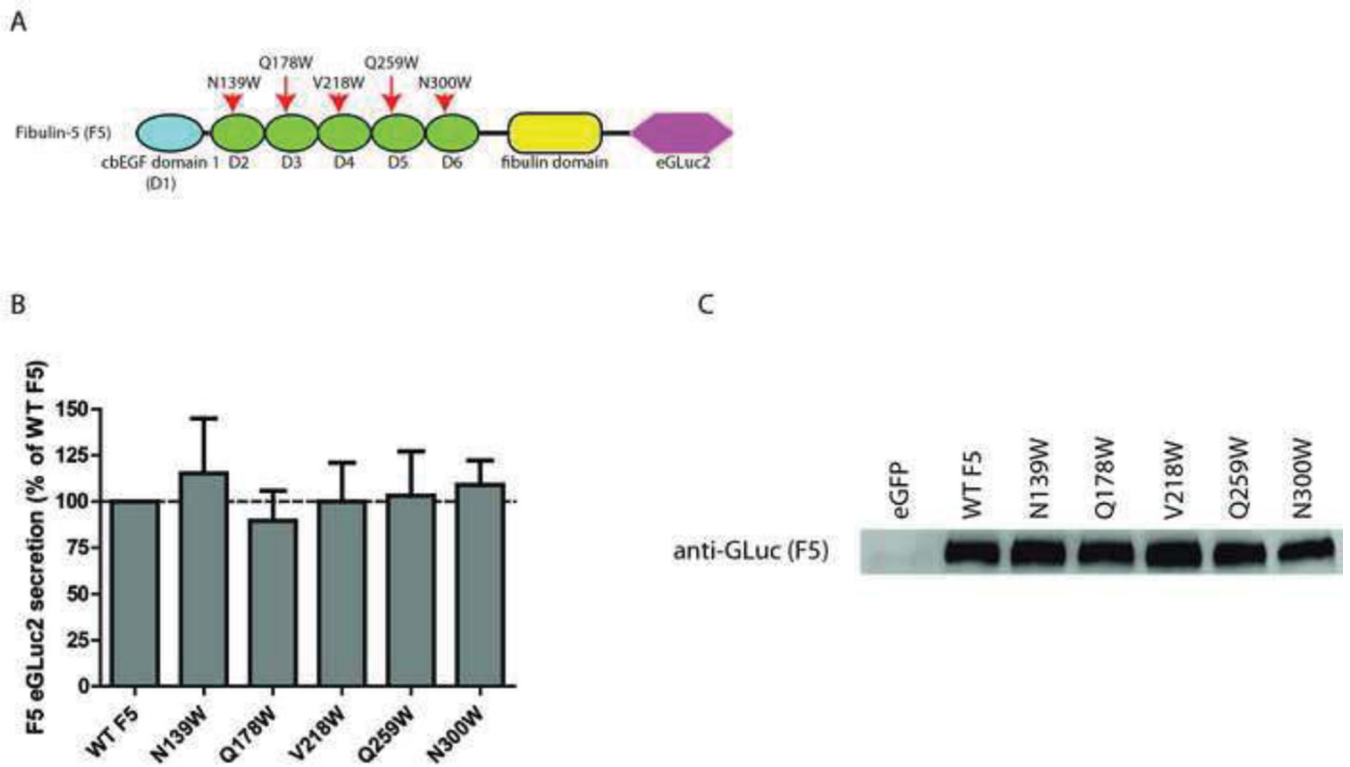 A
Q178W Q259W
N139W V218W N300W
Fibulin-5 (F5)
cbEGF domain 1 D2 D3 D4 D5 D6 fibulin domain eGLuc2
(D1)
B
F5 eGLuc2 secretion (% of WT F5)
150
125
100
75
50
25
0
WT F5 N139W Q178W V218W Q259W N300W
C
eGFP WT F5 N139W Q178W V218W Q259W N300W
anti-GLuc (F5)